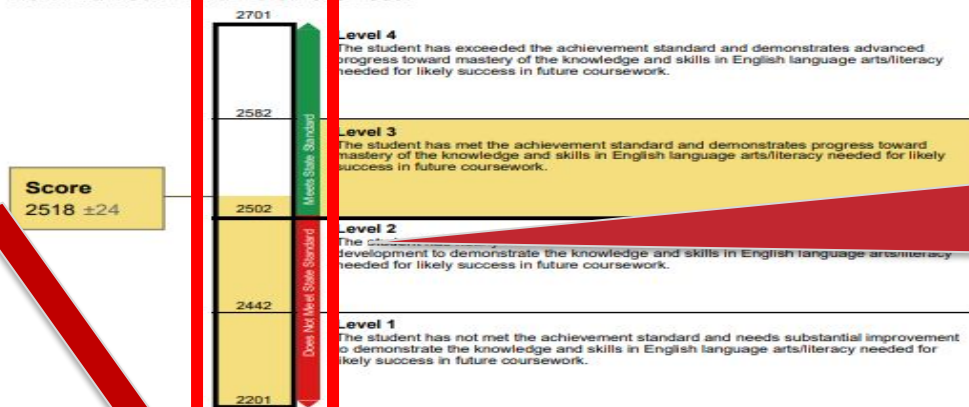 2701
Level 4
The student has exceeded the achievement standard and demonstrates advanced
progress toward mastery of the knowledge and skills in English language arts/literacy
needed for likely success in future coursework.
2582
Level 3
The student has met the achievement standard and demonstrates progress toward
mastery of the knowledge and skills in English language arts/literacy needed for likely
success in future coursework.
Meets State Standard
Score
2518 ±24
2502
Level 2
The
development to demonstrate the knowledge and skills in English language arts/literacy
needed for likely success in future coursework.
Does Not Meet State Standard
2442
Level 1
The student has not met the achievement standard and needs substantial improvement
to demonstrate the knowledge and skills in English language arts/literacy needed for
likely success in future coursework.
2201